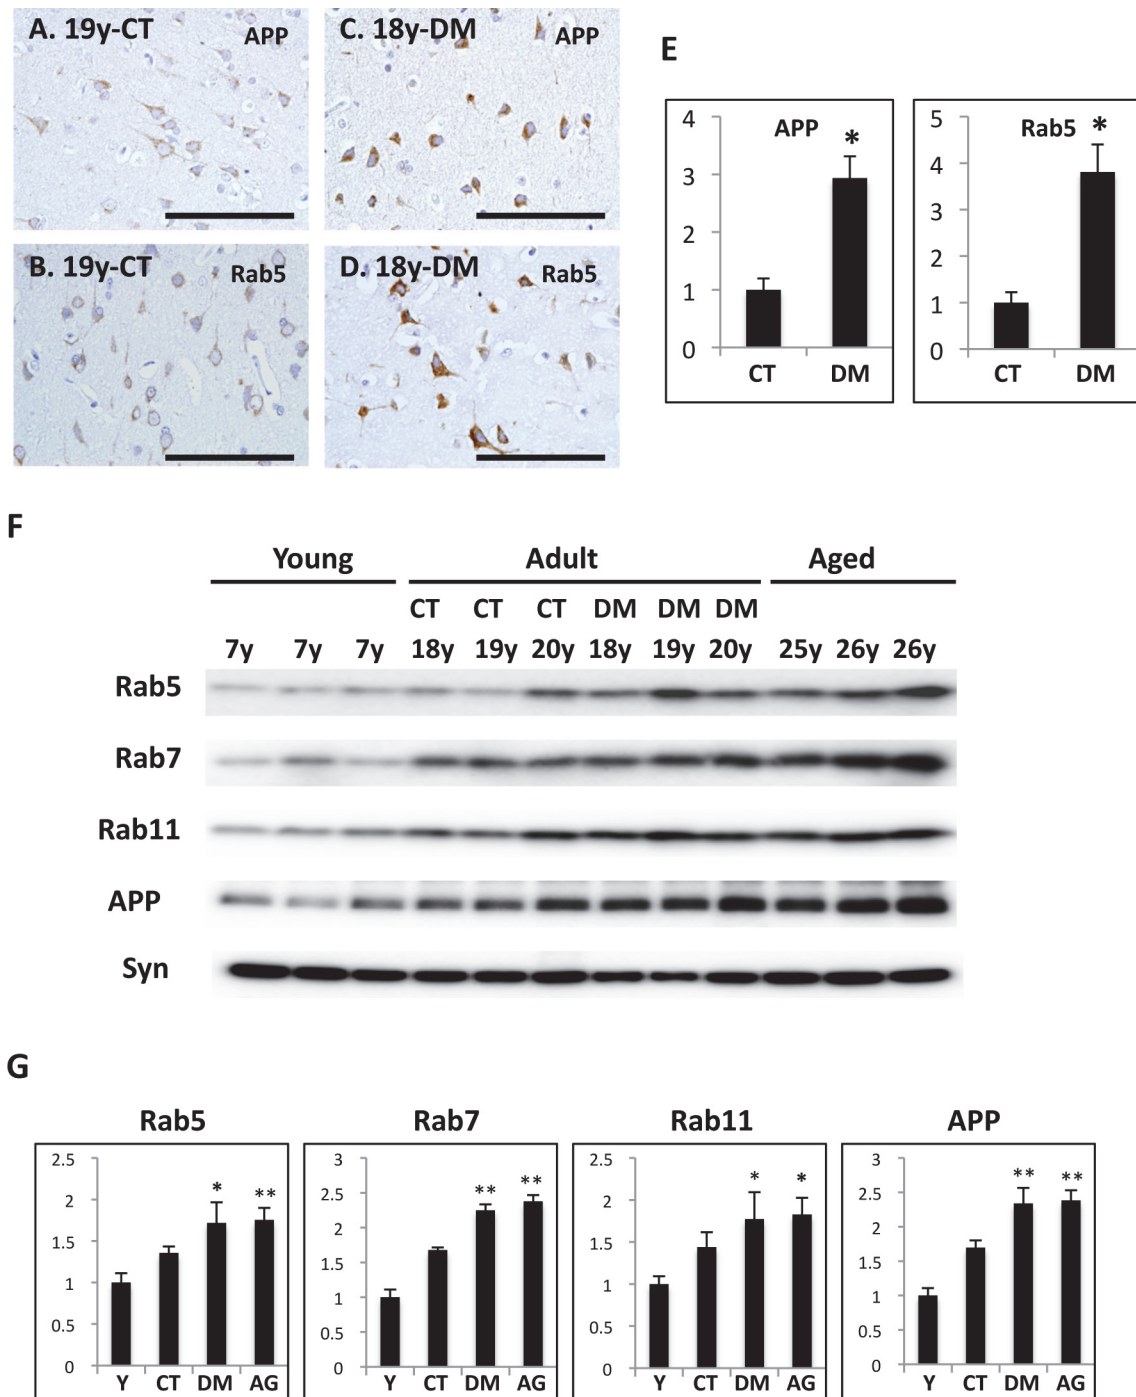 A. 19y-CT
APP
C. 18y-DM
APP
B. 19y-CT
Rab5
D. 18y-DM
Rab5
E
APP
*
4
3
2
1
0
CT DM
Rab5
*
5
4
3
2
1
0
CT DM
F
Young Adult Aged
CT CT CT DM DM DM
7y 7y 7y 18y 19y 20y 18y 19y 20y 25y 26y 26y
Rab5
Rab7
Rab11
APP
Syn
G
Rab5
2.5
2
1.5
1
0.5
0
* **
Y CT DM AG
Rab7
3
2.5
2
1.5
1
0.5
0
** **
Y CT DM AG
Rab11
2.5
2
1.5
1
0.5
0
* *
Y CT DM AG
APP
3
2.5
2
1.5
1
0.5
0
** **
Y CT DM AG